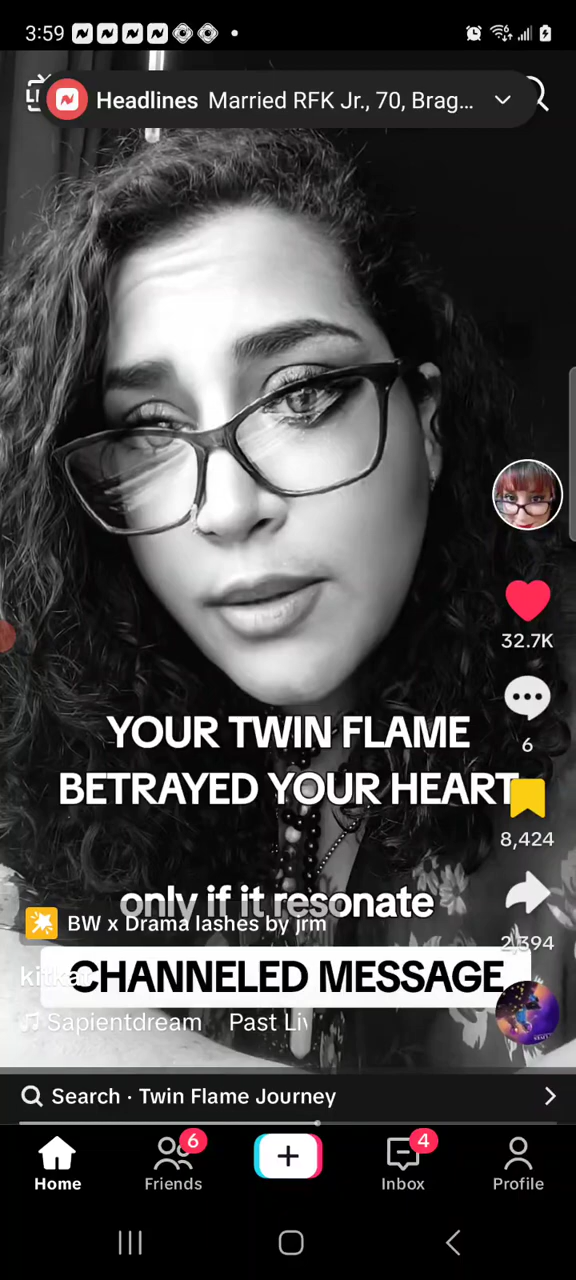 3:59
Headlines Married RFK Jr., 70, Brag...
32.7K
YOUR TWIN FLAME
BETRAYED YOUR HEART
6
8,424
only if it resonate
BW x Drama lashes by jrm
2,394
CHANNELED MESSAGE
Sapientdream Past Liv
Search · Twin Flame Journey
6
4
Home
Friends
Inbox
Profile